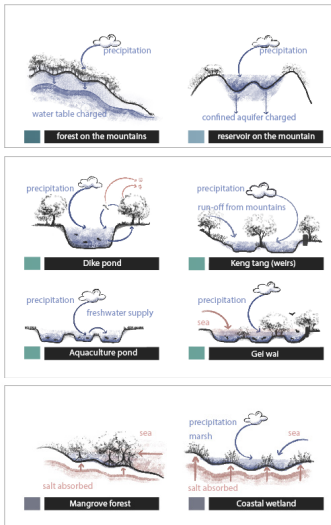 precipitation
water table charged
forest on the mountains
precipitation
confined aquifer charged
reservoir on the mountain
precipitation
Dike pond
precipitation
run-off from mountains
Keng tang (weirs)
precipitation
freshwater supply
Aquaculture pond
precipitation
sea
Gei wai
sea
salt absorbed
Mangrove forest
precipitation
marsh
sea
salt absorbed
Coastal wetland